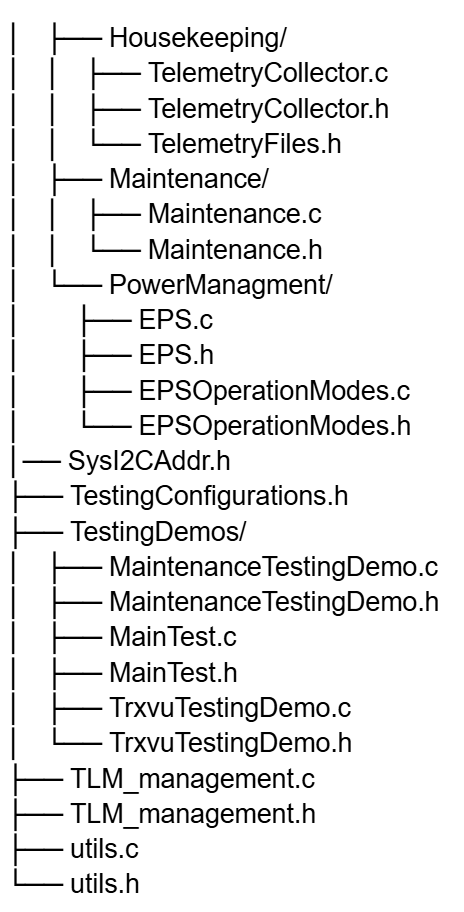 │   ├── Housekeeping/
│   │   ├── TelemetryCollector.c
│   │   ├── TelemetryCollector.h
│   │   └── TelemetryFiles.h
│   ├── Maintenance/
│   │   ├── Maintenance.c
│   │   └── Maintenance.h
│   └── PowerManagment/
│       ├── EPS.c
│       ├── EPS.h
│       ├── EPSOperationModes.c
│       └── EPSOperationModes.h
│── SysI2CAddr.h
├── TestingConfigurations.h
├── TestingDemos/
│   ├── MaintenanceTestingDemo.c
│   ├── MaintenanceTestingDemo.h
│   ├── MainTest.c
│   ├── MainTest.h
│   ├── TrxvuTestingDemo.c
│   └── TrxvuTestingDemo.h
├── TLM_management.c
├── TLM_management.h
├── utils.c
└── utils.h